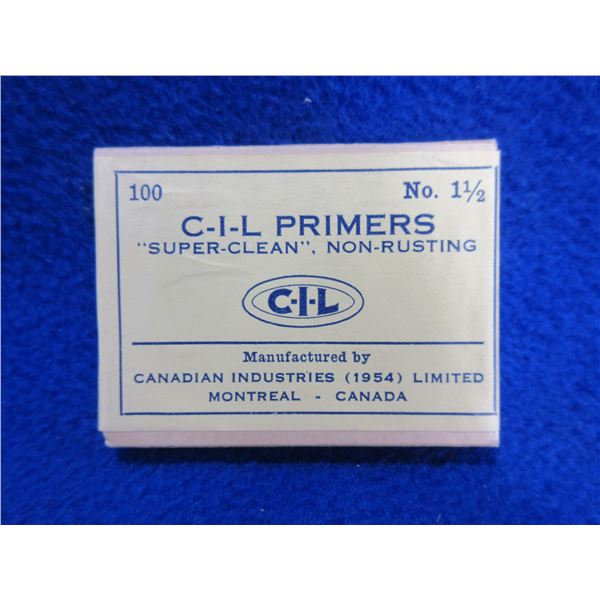 100 No. 1½
C-I-L PRIMERS
"SUPER-CLEAN", NON-RUSTING
C-I-L
Manufactured by
CANADIAN INDUSTRIES (1954) LIMITED
MONTREAL - CANADA